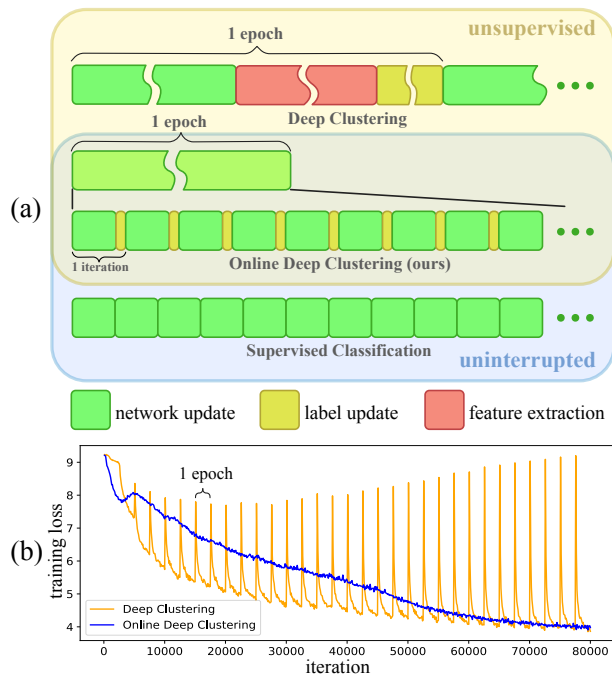 unsupervised
1 epoch
Deep Clustering
1 epoch
(a)
1 iteration
Online Deep Clustering (ours)
Supervised Classification
uninterrupted
network update
label update
feature extraction
(b)
training loss
9
8
7
6
5
4
1 epoch
Deep Clustering
Online Deep Clustering
0 10000 20000 30000 40000 50000 60000 70000 80000
iteration